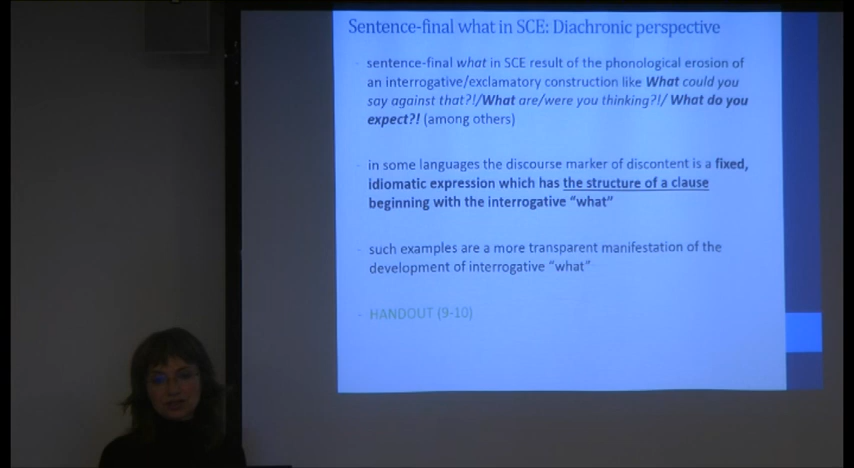 Sentence-final what in SCE: Diachronic perspective
sentence-final what in SCE result of the phonological erosion of
an interrogative/exclamatory construction like What could you
say against that?!/What are/were you thinking?!/ What do you
expect?! (among others)
in some languages the discourse marker of discontent is a fixed,
idiomatic expression which has the structure of a clause
beginning with the interrogative “what”
such examples are a more transparent manifestation of the
development of interrogative “what”
HANDOUT (9-10)